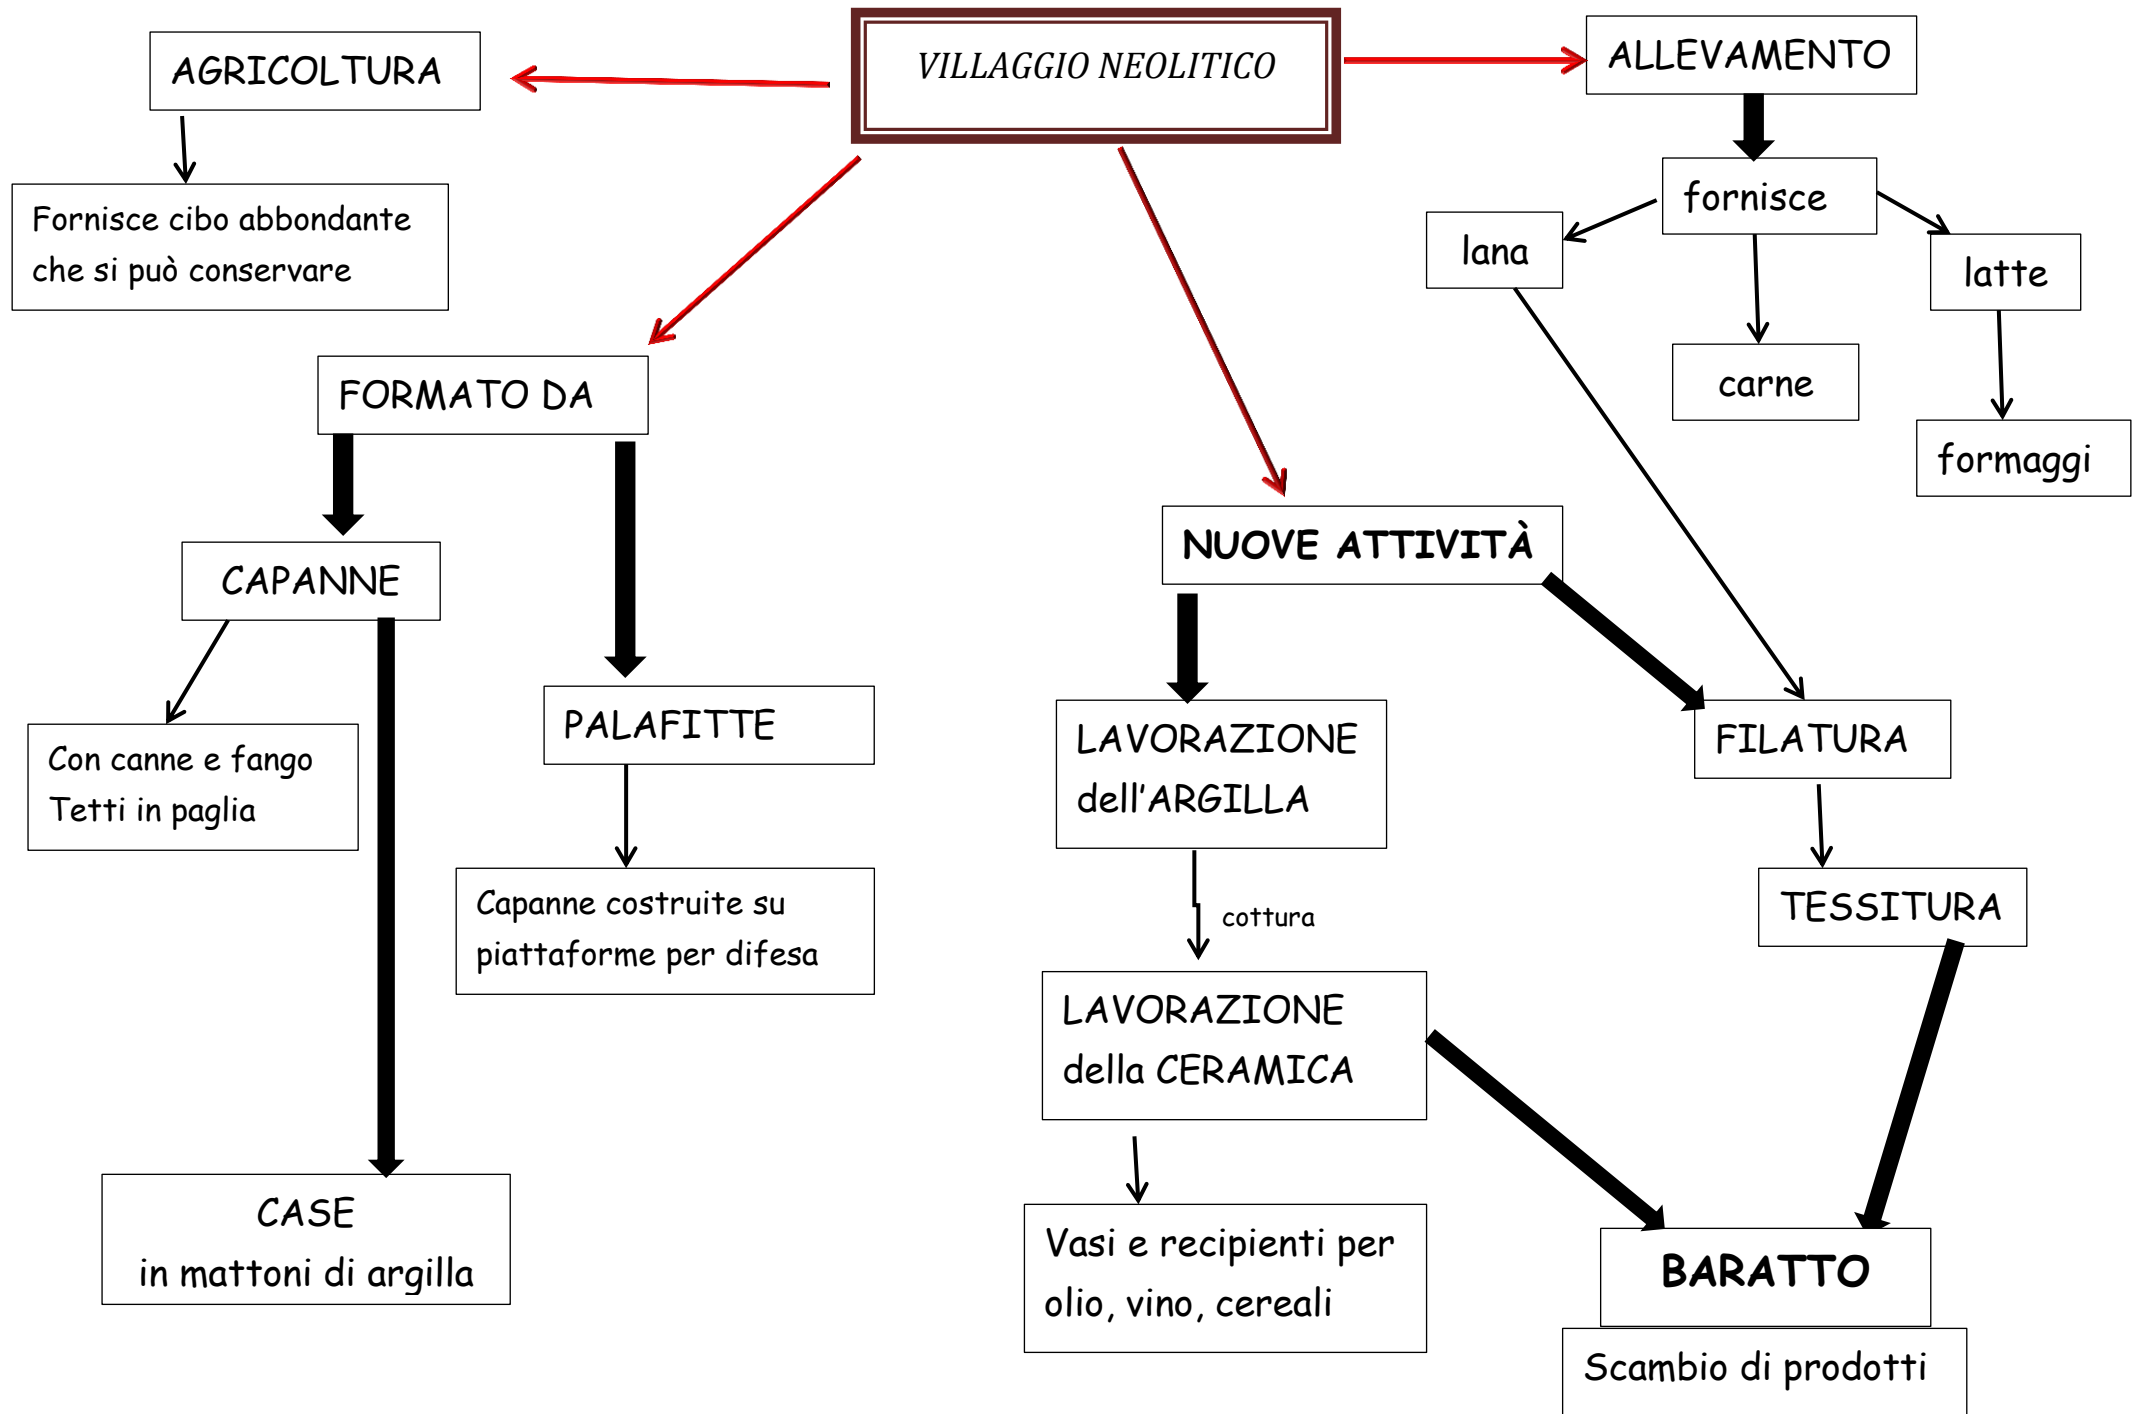 VILLAGGIO NEOLITICO
AGRICOLTURA
Fornisce cibo abbondante
che si può conservare
ALLEVAMENTO
fornisce
lana
latte
carne
formaggi
FORMATO DA
CAPANNE
Con canne e fango
Tetti in paglia
PALAFITTE
Capanne costruite su
piattaforme per difesa
CASE
in mattoni di argilla
NUOVE ATTIVITÀ
LAVORAZIONE
dell'ARGILLA
cottura
LAVORAZIONE
della CERAMICA
Vasi e recipienti per
olio, vino, cereali
FILATURA
TESSITURA
BARATTO
Scambio di prodotti